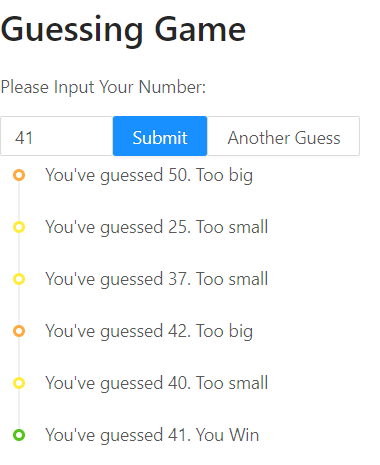 Guessing Game
Please Input Your Number:
41 Submit Another Guess
You've guessed 50. Too big
You've guessed 25. Too small
You've guessed 37. Too small
You've guessed 42. Too big
You've guessed 40. Too small
You've guessed 41. You Win